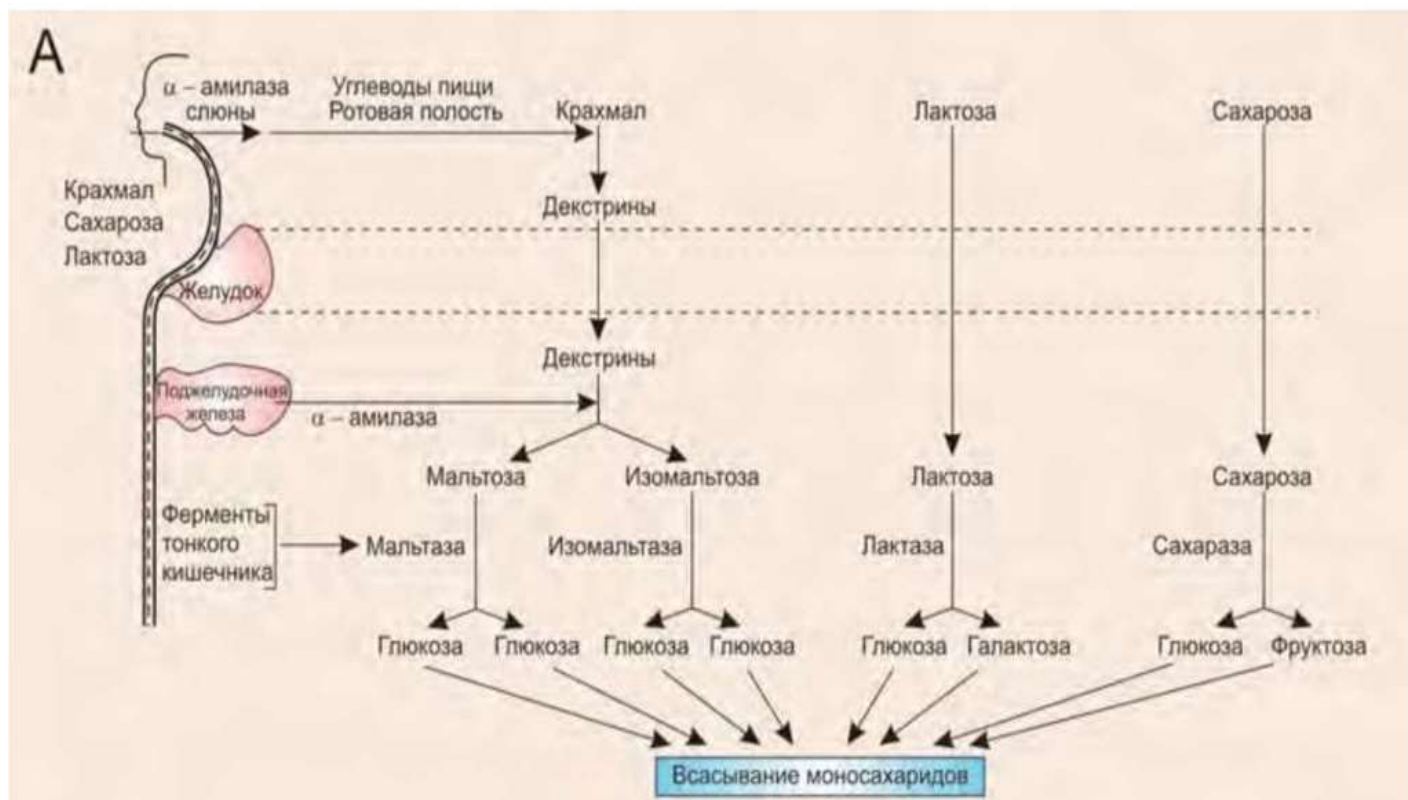 А
α – амилаза
слюны
Углеводы пищи
Ротовая полость
Крахмал
Лактоза
Сахароза
Крахмал
Сахароза
Лактоза
Декстрины
Желудок
Декстрины
Поджелудочная
железа
α – амилаза
Мальтоза
Изомальтоза
Лактоза
Сахароза
Ферменты
тонкого
кишечника
Мальтаза
Изомальтаза
Лактаза
Сахараза
Глюкоза
Глюкоза
Глюкоза
Глюкоза
Глюкоза
Галактоза
Глюкоза
Фруктоза
Всасывание моносахаридов